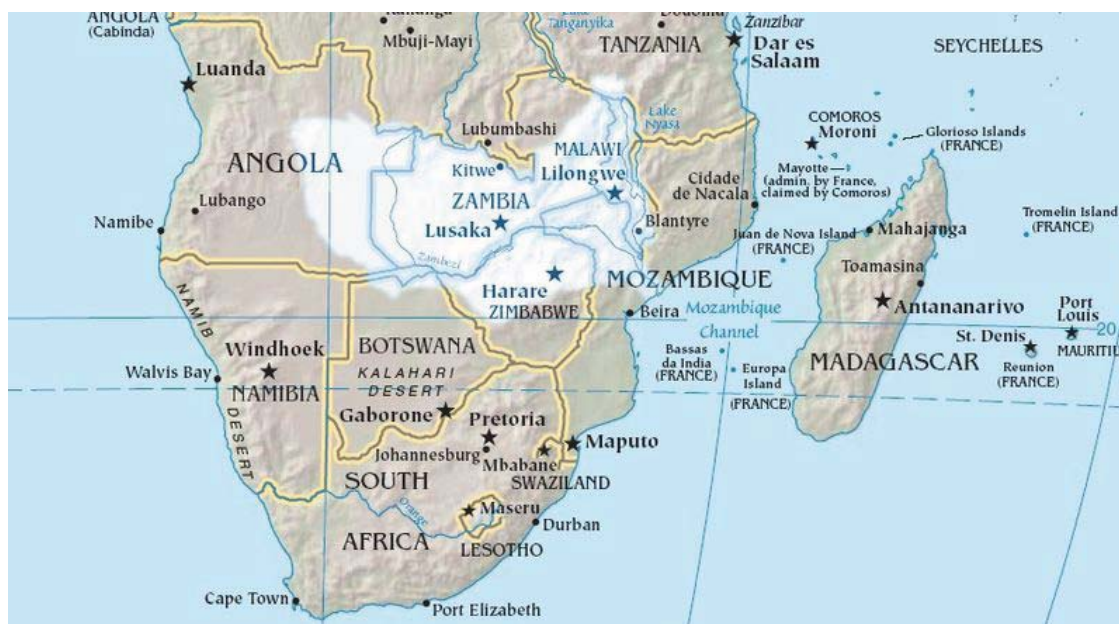 ANGOLA
(Cabinda)
Mbuji-Mayi
Lake
Tanganyika
Dodoma
Zanzibar
TANZANIA
Dar es
Salaam
SEYCHELLES
Luanda
Lubumbashi
Lake
Nyasa
COMOROS
Moroni
Glorioso Islands
(FRANCE)
ANGOLA
Kitwe
MALAWI
Lilongwe
Mayotte
(admin. by France,
claimed by Comoros)
Cidade
de Nacala
ZAMBIA
Lusaka
Lubango
Namibe
Blantyre
Juan de Nova Island
(FRANCE)
Mahajanga
Tromelin Island
(FRANCE)
Zambezi
Harare
ZIMBABWE
MOZAMBIQUE
Toamasina
Beira
Mozambique
Channel
Antananarivo
Port
Louis
20
St. Denis
MAURITIU
Reunion
(FRANCE)
MADAGASCAR
NAMIB
DESERT
Windhoek
Walvis Bay
NAMIBIA
BOTSWANA
KALAHARI
DESERT
Bassas
da India
(FRANCE)
Europa
Island
(FRANCE)
Gaborone
Pretoria
Johannesburg
Maputo
Mbabane
SWAZILAND
SOUTH
AFRICA
Orange
Maseru
LESOTHO
Durban
Cape Town
Port Elizabeth